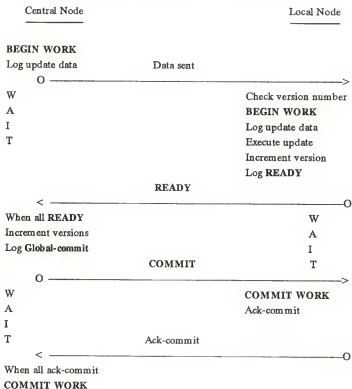 Central Node Local Node
BEGIN WORK
Log update data Data sent
O >
W Check version number
A BEGIN WORK
I Log update data
T Execute update
Increment version
Log READY
READY
< O
When all READY W
Increment versions A
Log Global-commit I
COMMIT T
O >
W COMMIT WORK
A Ack-commit
I
T Ack-commit
< O
When all ack-commit
COMMIT WORK